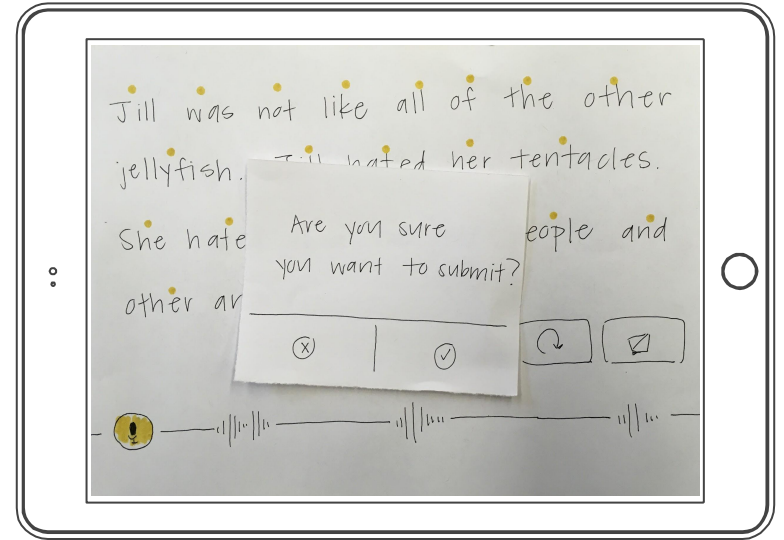 Jill was not like all of the other
jellyfish. Jill hated her tentacles.
She hate eople and
other ar
Are you sure
you want to submit?